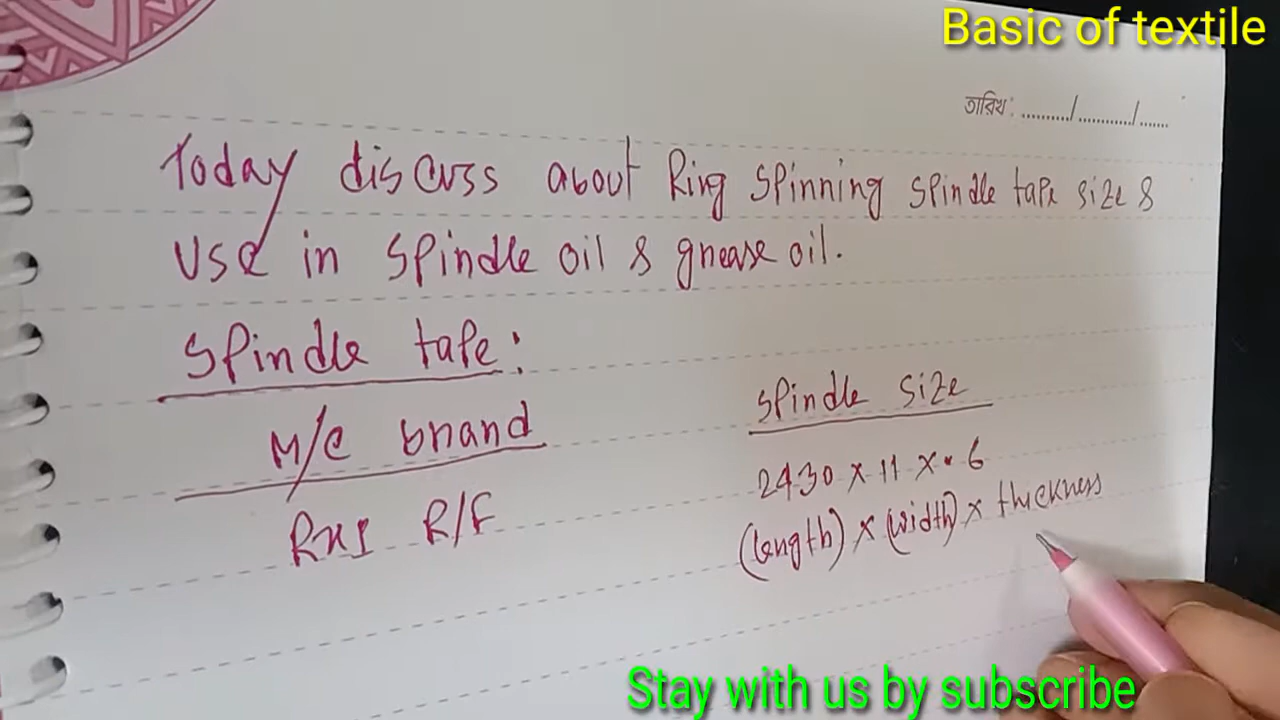 Basic of textile
তারিখ: ........../.........../......
Today discuss about Ring Spinning Spindle tape size &
Use in Spindle oil & grease oil.
Spindle tape:
M/C brand
RXI R/F
Spindle size
2430 x 11 x .6
(length) x (width) x thickness
Stay with us by subscribe